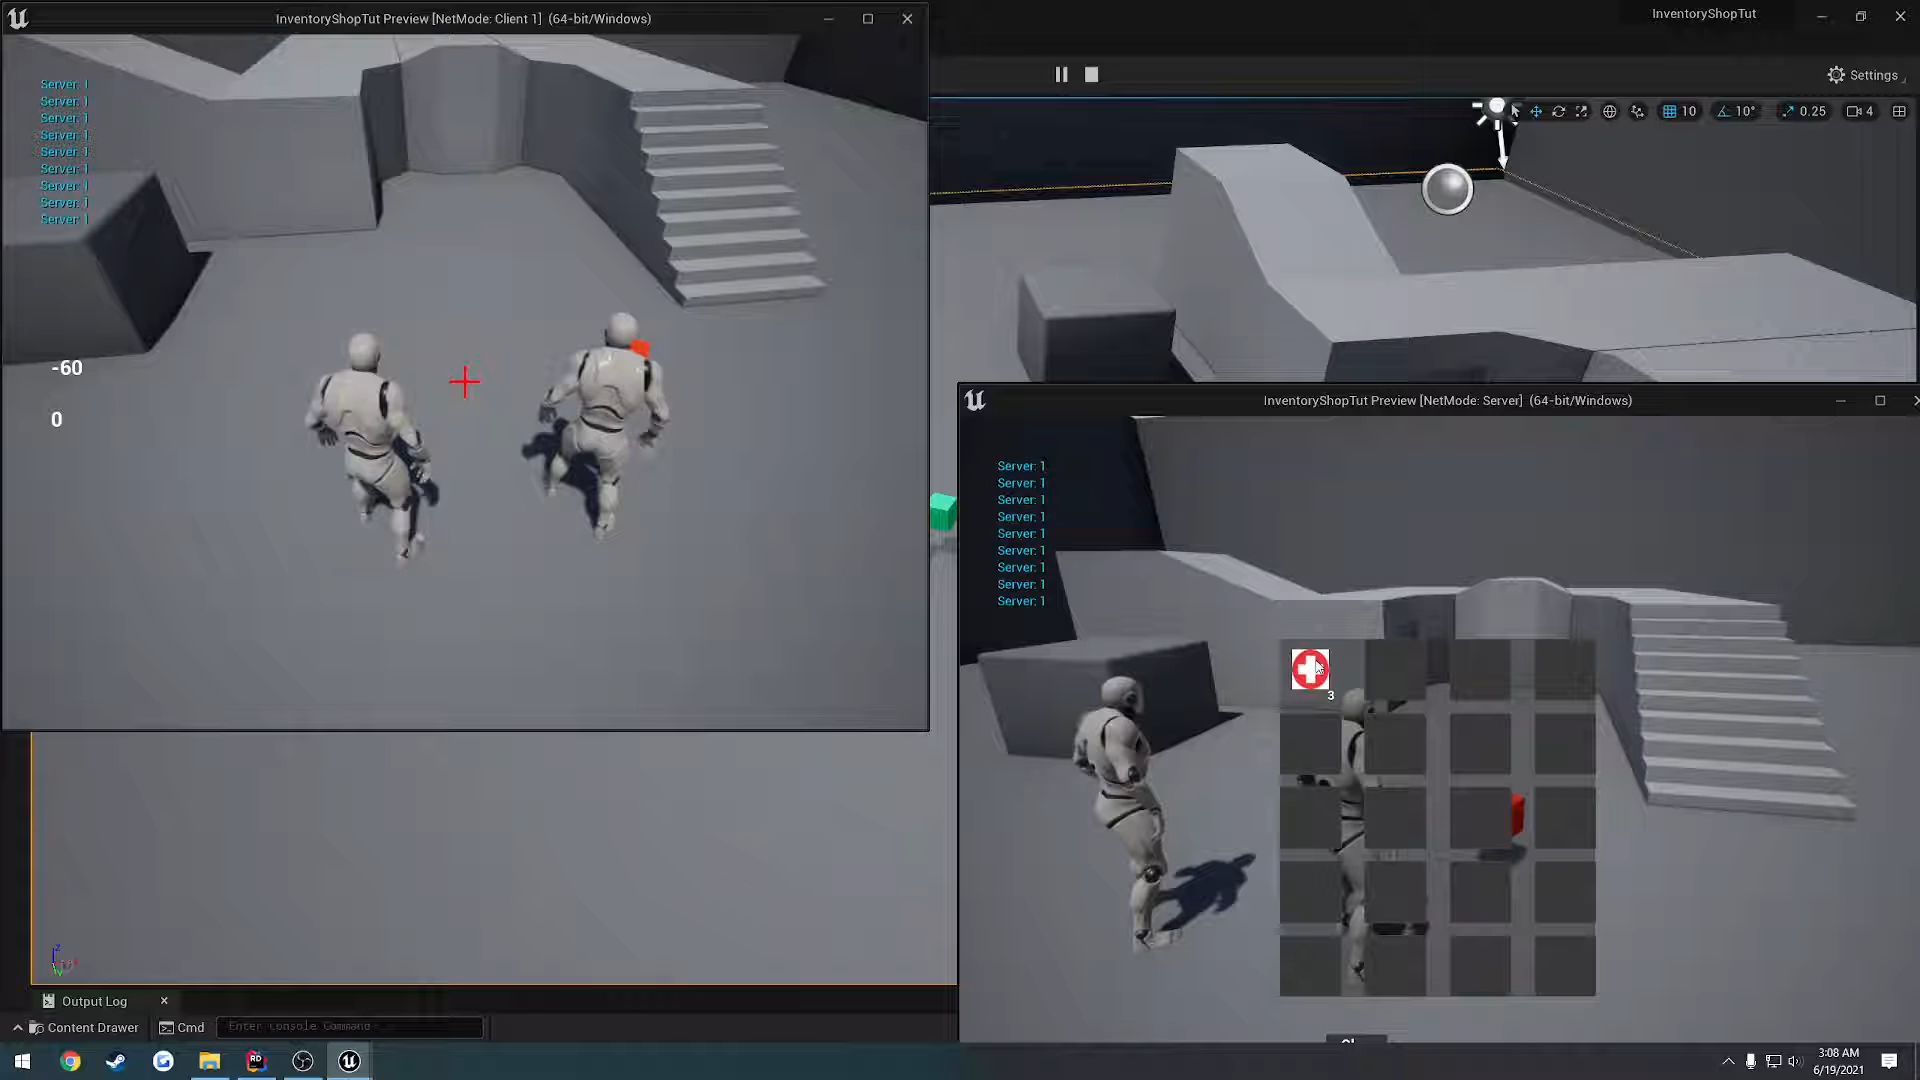 InventoryShopTut Preview [NetMode: Client 1] (64-bit/Windows)
InventoryShopTut
Settings
10
10°
0.25
4
Server: 1
Server: 1
Server: 1
Server: 1
Server: 1
Server: 1
Server: 1
Server: 1
Server: 1
-60
0
InventoryShopTut Preview [NetMode: Server] (64-bit/Windows)
Server: 1
Server: 1
Server: 1
Server: 1
Server: 1
Server: 1
Server: 1
Server: 1
Server: 1
3
Output Log
Content Drawer
Cmd
Enter Console Command
RD
3:08 AM
6/19/2021